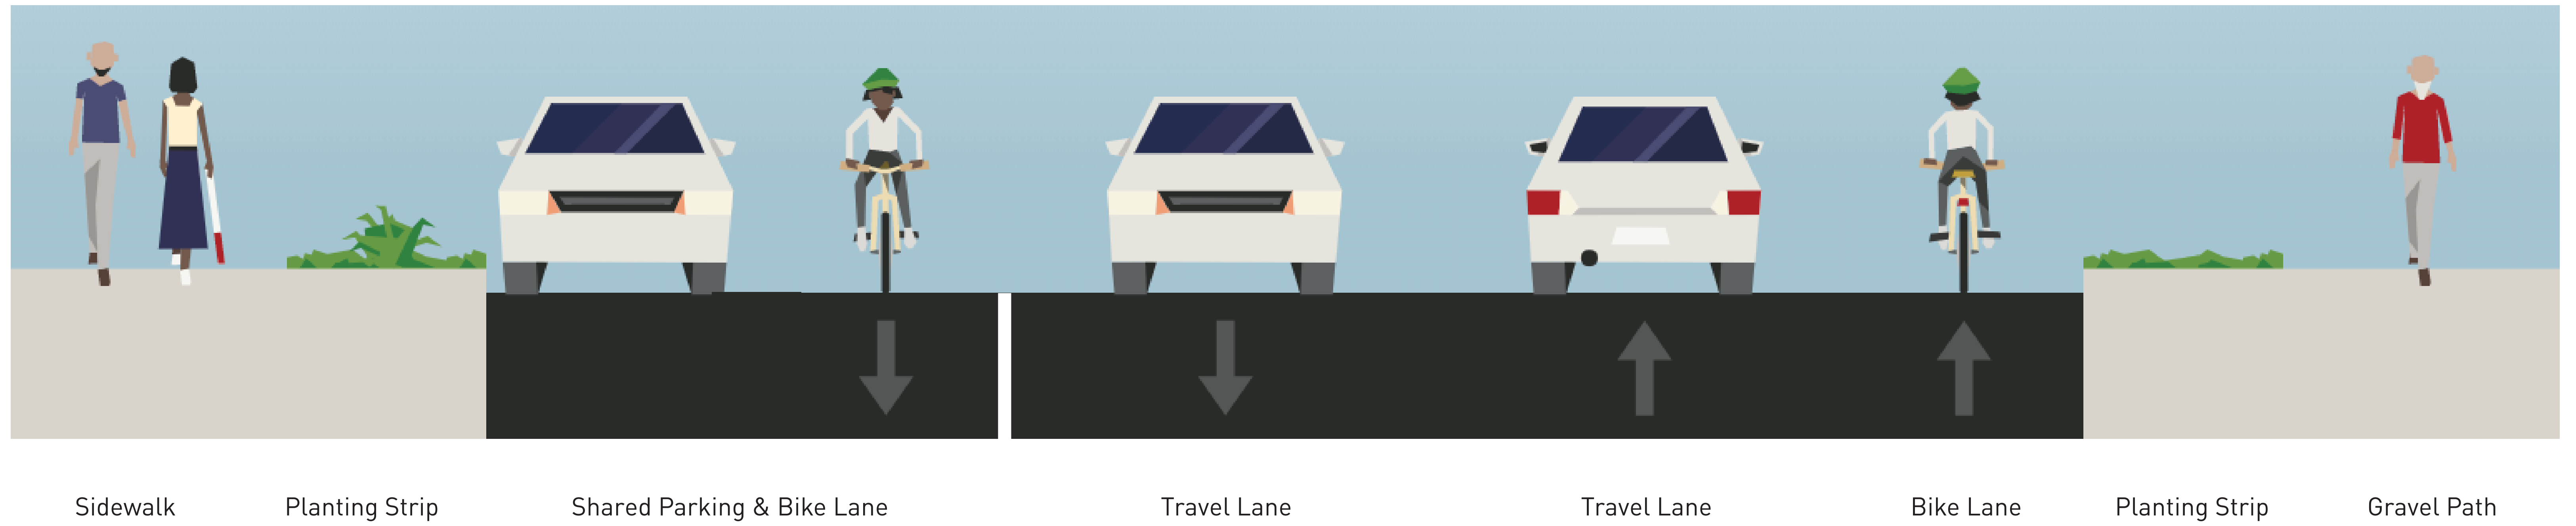 Sidewalk
Planting Strip
Shared Parking & Bike Lane
Travel Lane
Travel Lane
Bike Lane
Planting Strip
Gravel Path